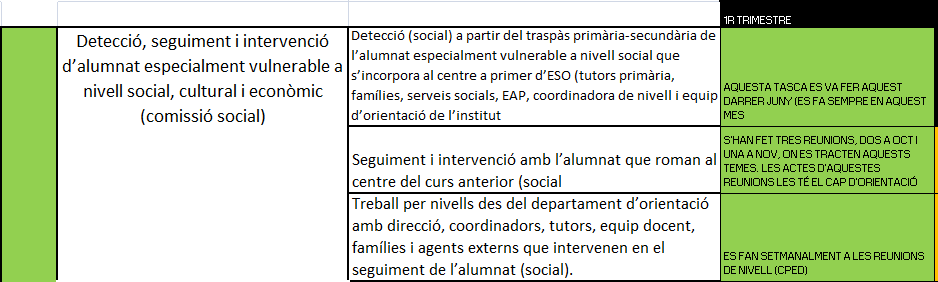 1R TRIMESTRE
Detecció, seguiment i intervenció
d'alumnat especialment vulnerable a
nivell social, cultural i econòmic
(comissió social)
Detecció (social) a partir del traspàs primària-secundària de
l'alumnat especialment vulnerable a nivell social que
s'incorpora al centre a primer d'ESO (tutors primària,
famílies, serveis socials, EAP, coordinadora de nivell i equip
d'orientació de l'institut
AQUESTA TASCA ES VA FER AQUEST
DARRER JUNY (ES FA SEMPRE EN AQUEST
MES
Seguiment i intervenció amb l'alumnat que roman al
centre del curs anterior (social
S'HAN FET TRES REUNIONS, DOS A OCT I
UNA A NOV, ON ES TRACTEN AQUESTS
TEMES. LES ACTES D'AQUESTES
REUNIONS LES TÉ EL CAP D'ORIENTACIÓ
Treball per nivells des del departament d'orientació
amb direcció, coordinadors, tutors, equip docent,
famílies i agents externs que intervenen en el
seguiment de l'alumnat (social).
ES FAN SETMANALMENT A LES REUNIONS
DE NIVELL (CPED)